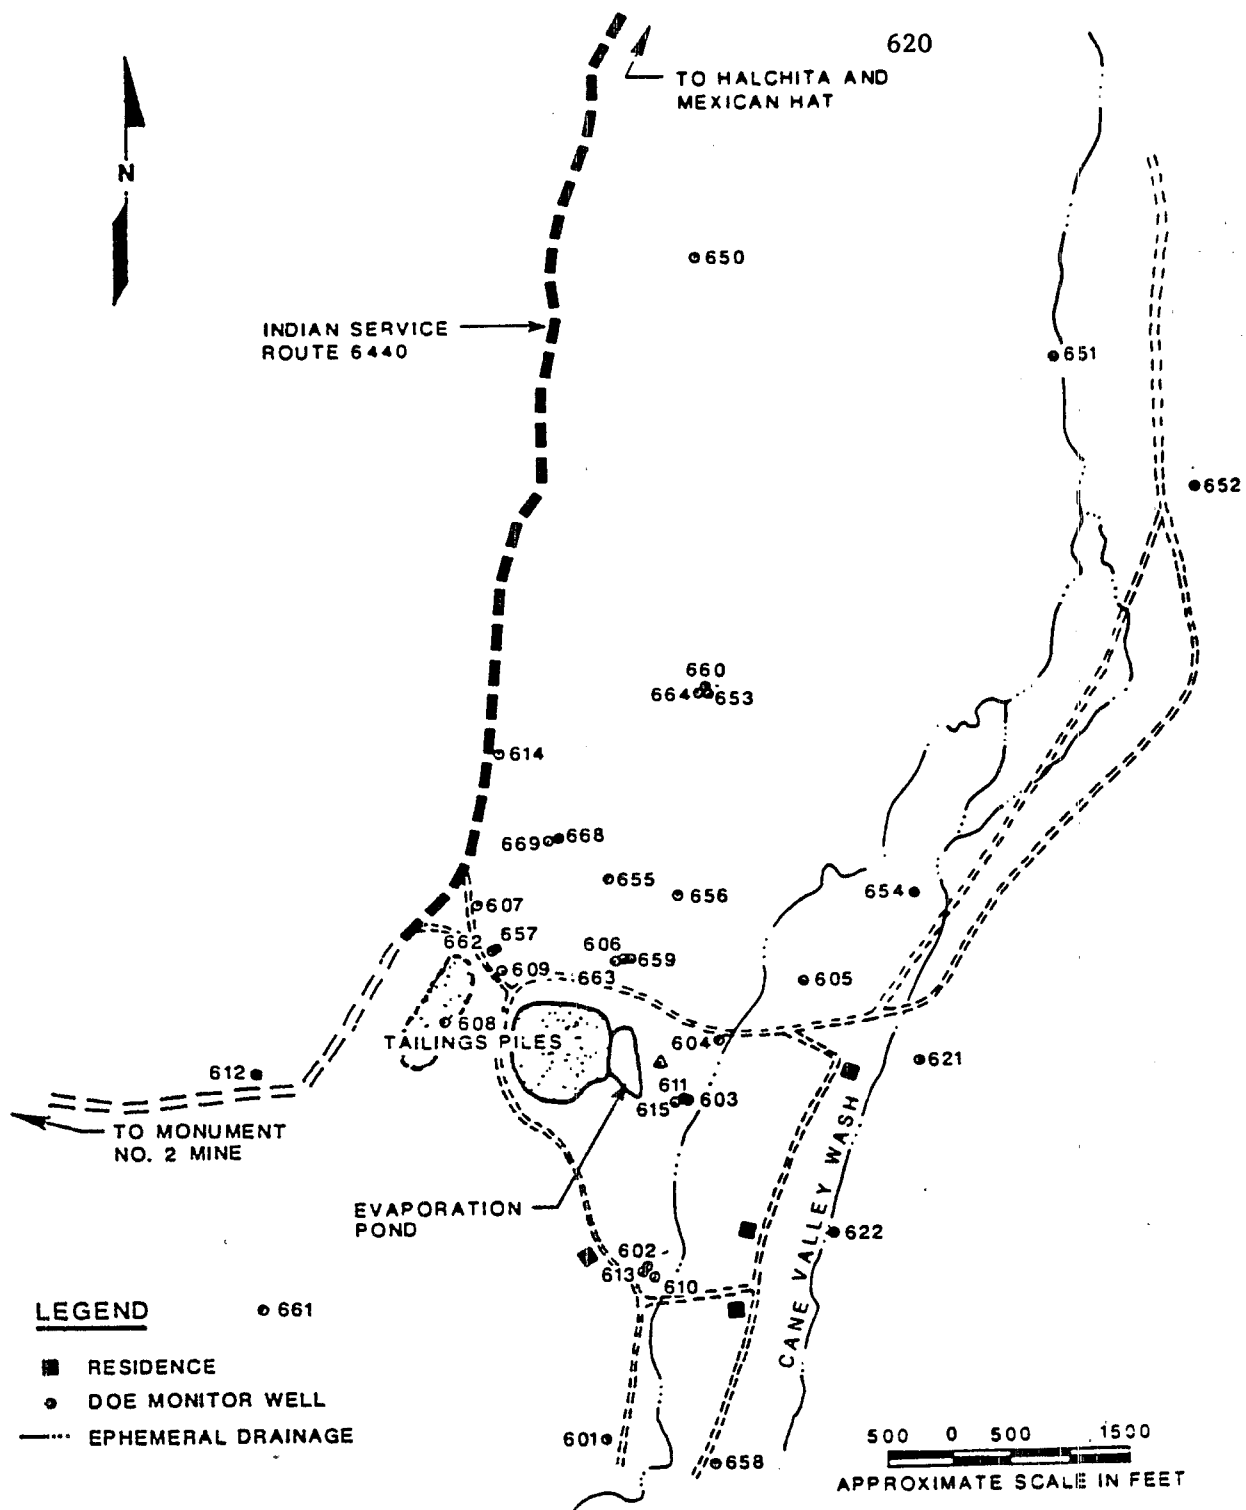 620
TO HALCHITA AND
MEXICAN HAT
N
650
INDIAN SERVICE
ROUTE 6440
651
652
660
664 653
614
669 668
655
656
654
607
662 657
606 659
609
663
605
608
TAILINGS PILES
604
621
612
611
615 603
TO MONUMENT
NO. 2 MINE
EVAPORATION
POND
CANE VALLEY WASH
622
602
613
610
LEGEND
661
RESIDENCE
DOE MONITOR WELL
EPHEMERAL DRAINAGE
601
658
500 0 500 1500
APPROXIMATE SCALE IN FEET